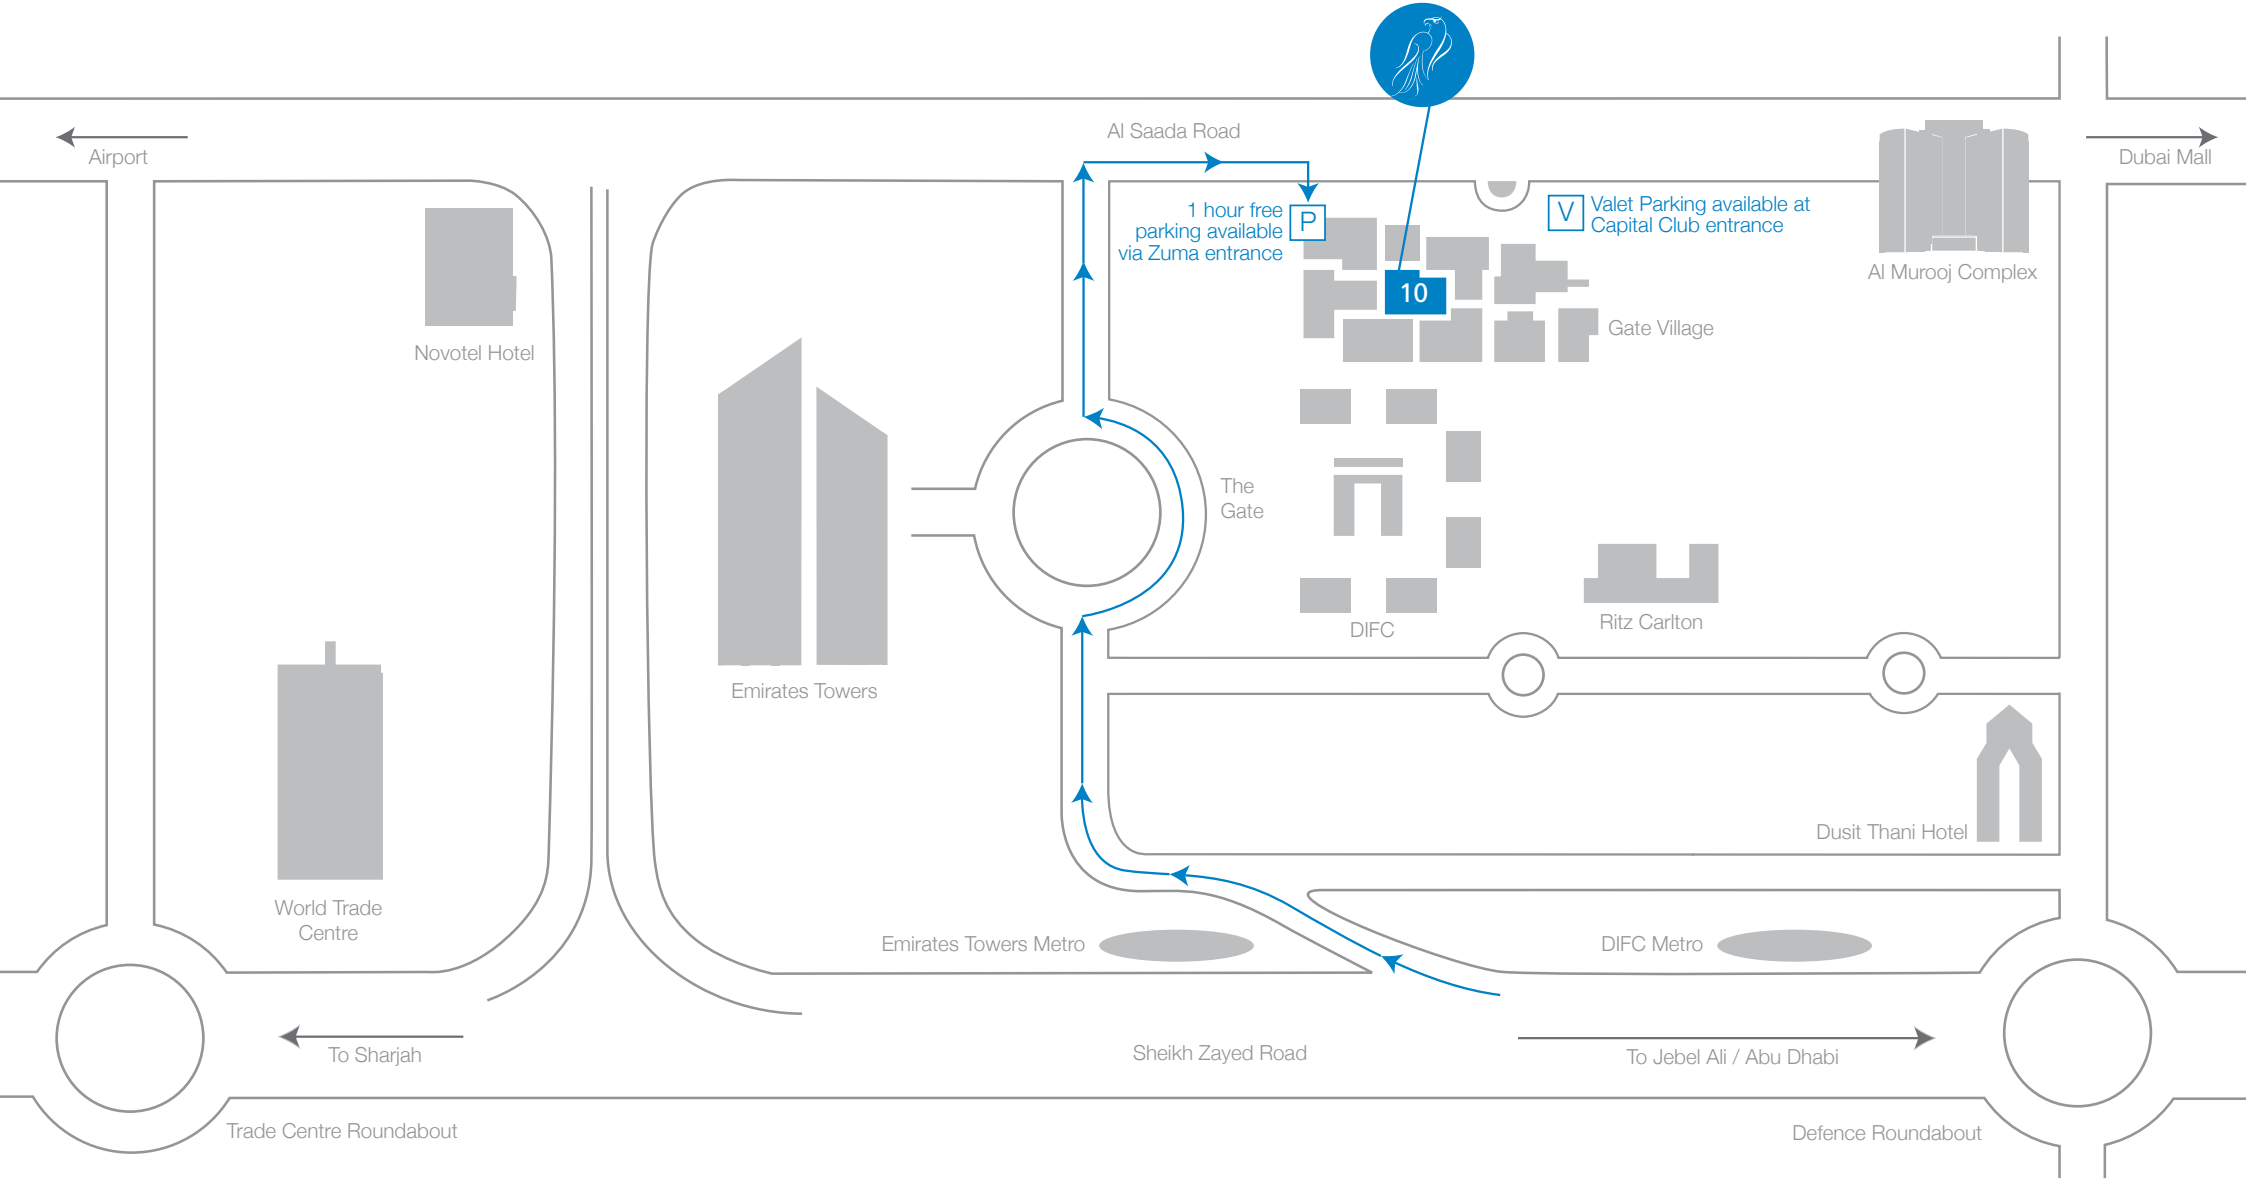 Al Saada Road
Airport
Dubai Mall
1 hour free
parking available
via Zuma entrance
P
V
Valet Parking available at
Capital Club entrance
Al Murooj Complex
10
Gate Village
Novotel Hotel
The
Gate
DIFC
Ritz Carlton
Emirates Towers
Dusit Thani Hotel
World Trade
Centre
Emirates Towers Metro
DIFC Metro
To Sharjah
Sheikh Zayed Road
To Jebel Ali / Abu Dhabi
Trade Centre Roundabout
Defence Roundabout